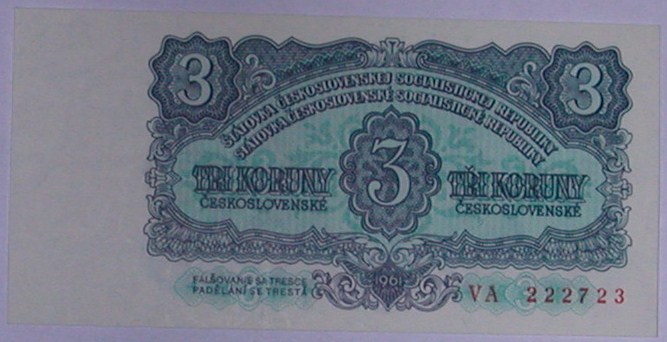 3 3
ŠTÁTOVKA ČESKOSLOVENSKEJ SOCIALISTICKEJ REPUBLIKY
STÁTOVKA ČESKOSLOVENSKÉ SOCIALISTICKÉ REPUBLIKY
3
TRI KORUNY TŘI KORUNY
ČESKOSLOVENSKÉ ČESKOSLOVENSKÉ
FALŠOVANIE SA TRESCE
PADĚLÁNÍ SE TRESTÁ
1961
VA 222723